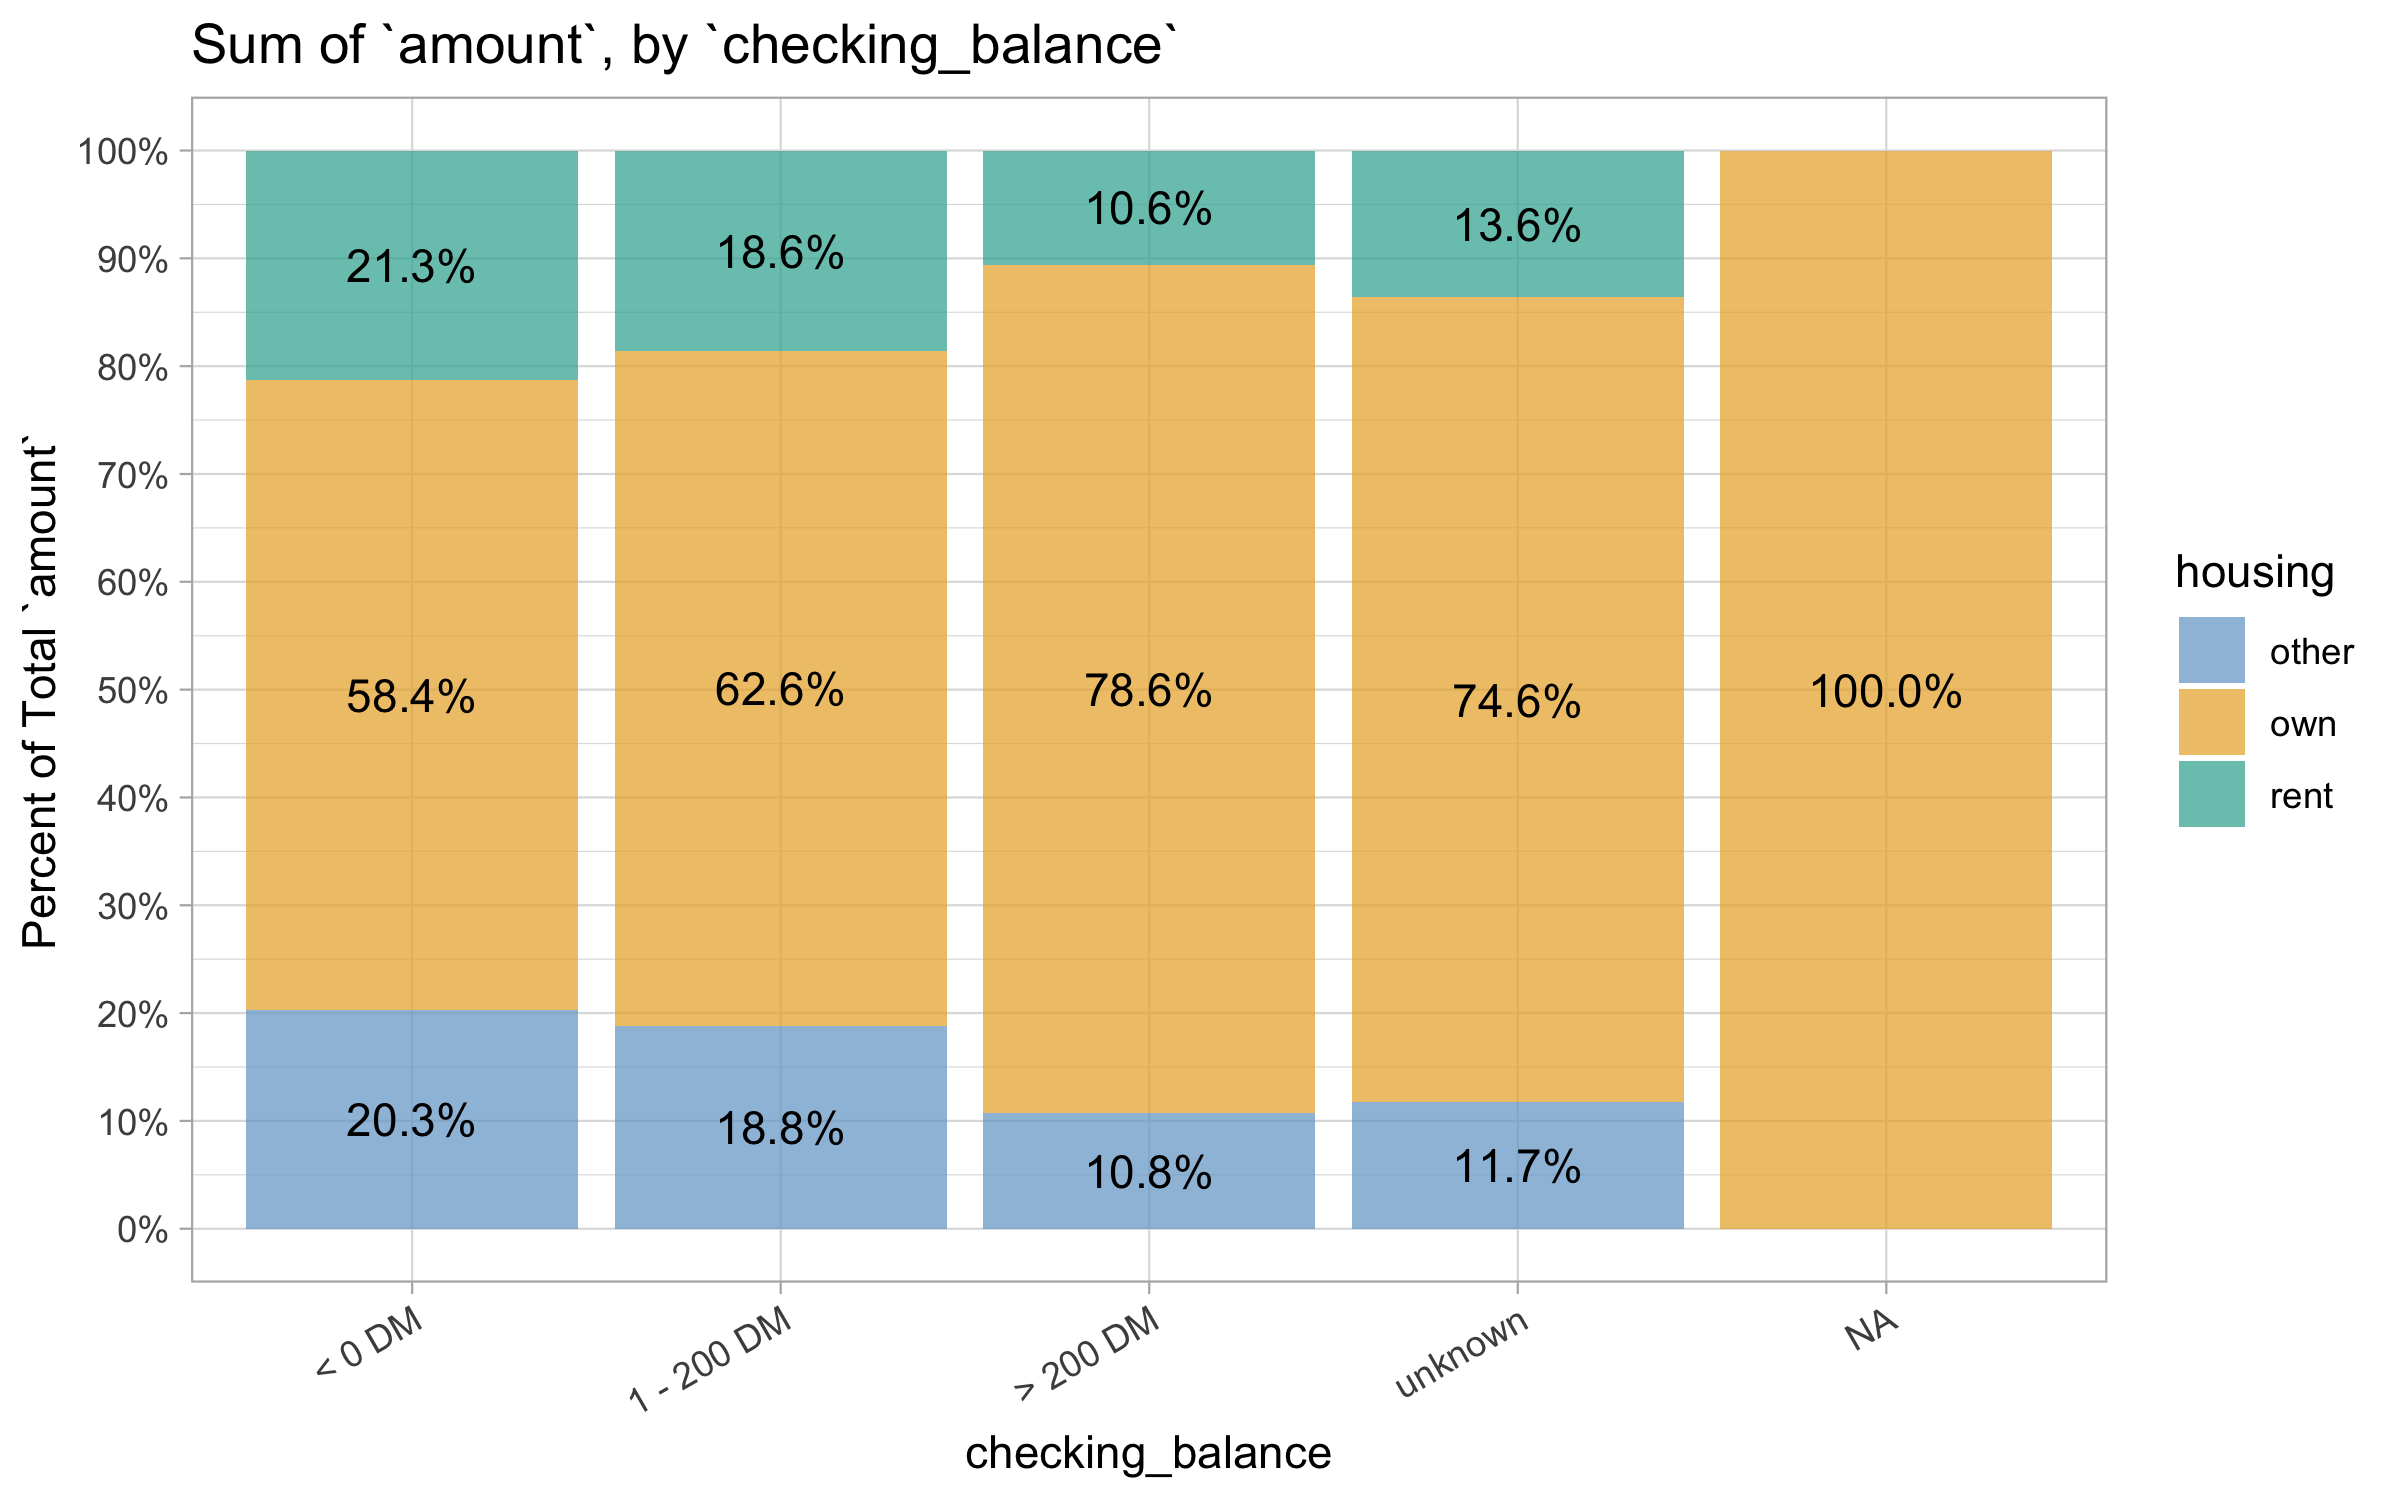 Sum of `amount`, by `checking_balance`
Percent of Total `amount`
100%
90%
80%
70%
60%
50%
40%
30%
20%
10%
0%
21.3%
58.4%
20.3%
18.6%
62.6%
18.8%
10.6%
78.6%
10.8%
13.6%
74.6%
11.7%
100.0%
< 0 DM
1 - 200 DM
> 200 DM
unknown
NA
checking_balance
housing
other
own
rent